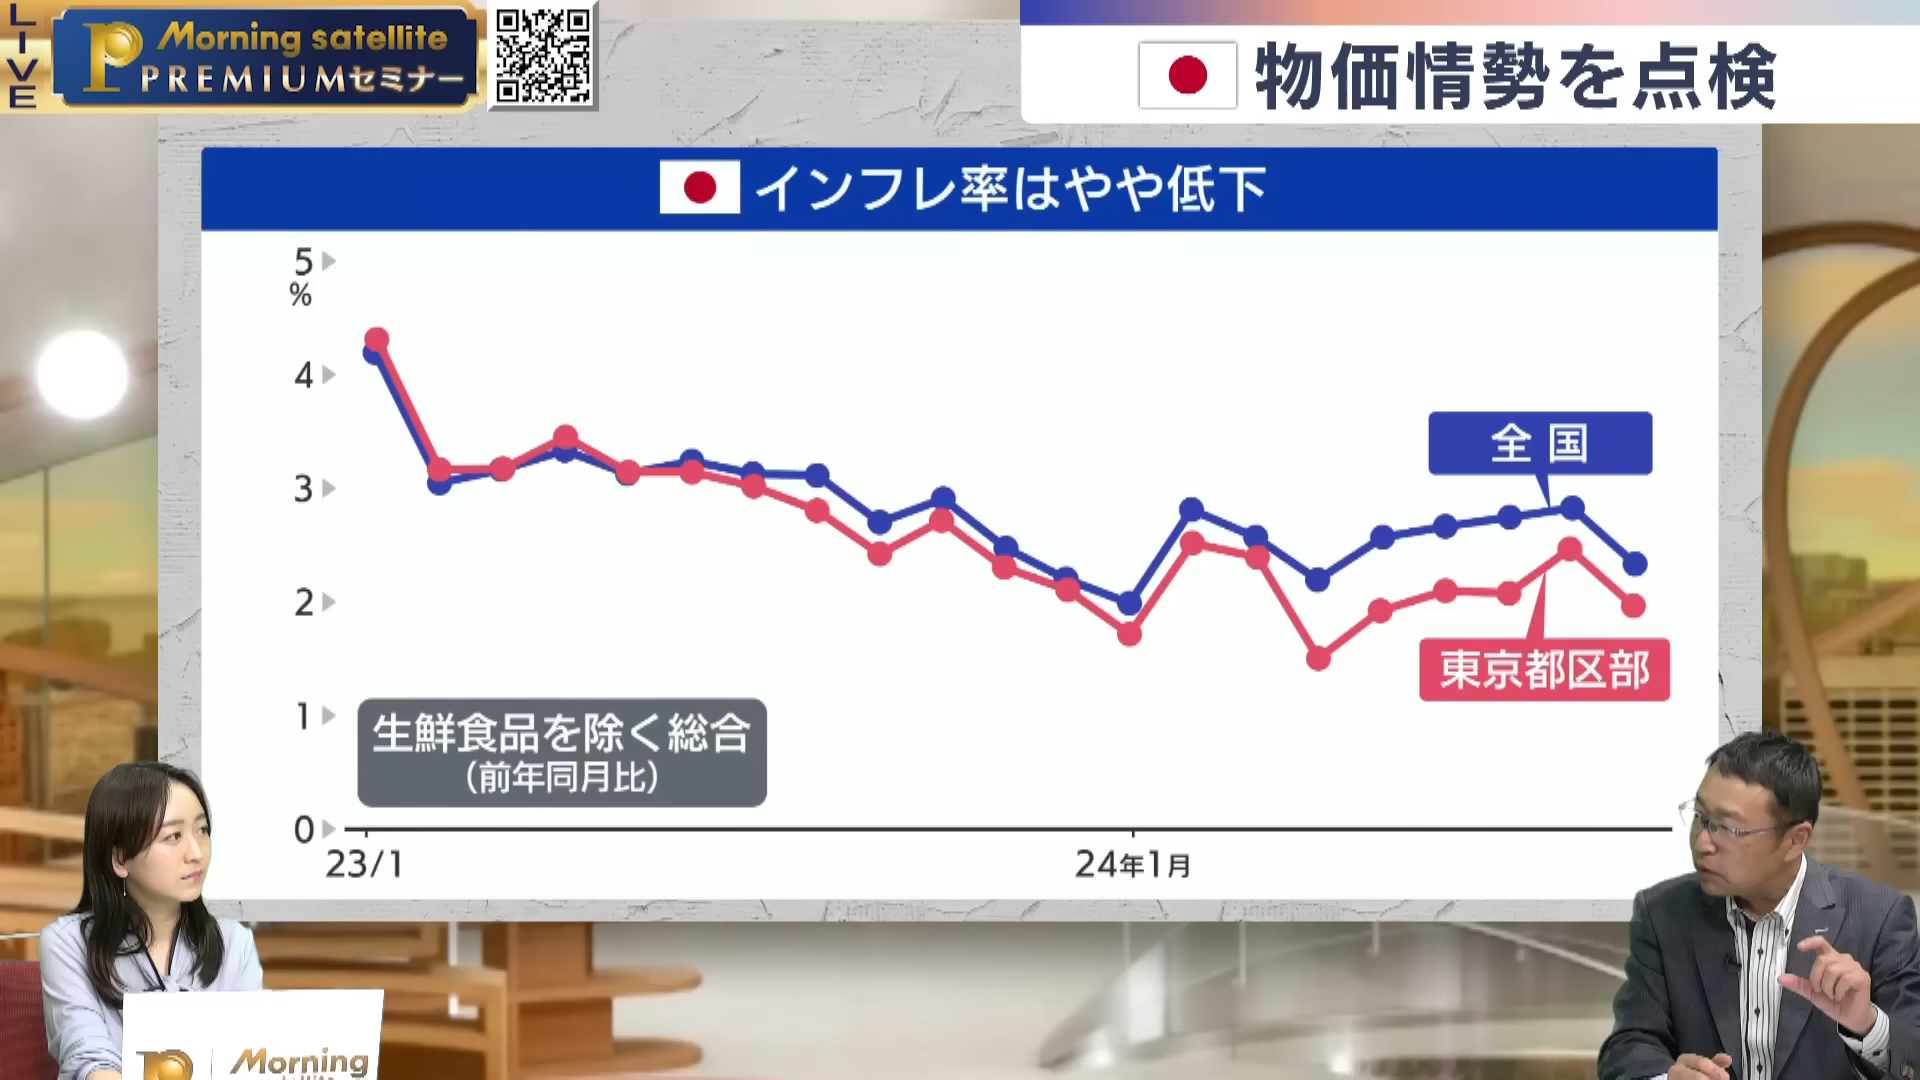 LIVE
Morning satellite
PREMIUMセミナー
物価情勢を点検
インフレ率はやや低下
5
%
4
3
2
1
0
全国
東京都区部
生鮮食品を除く総合
(前年同月比)
23/1
24年1月
Morning